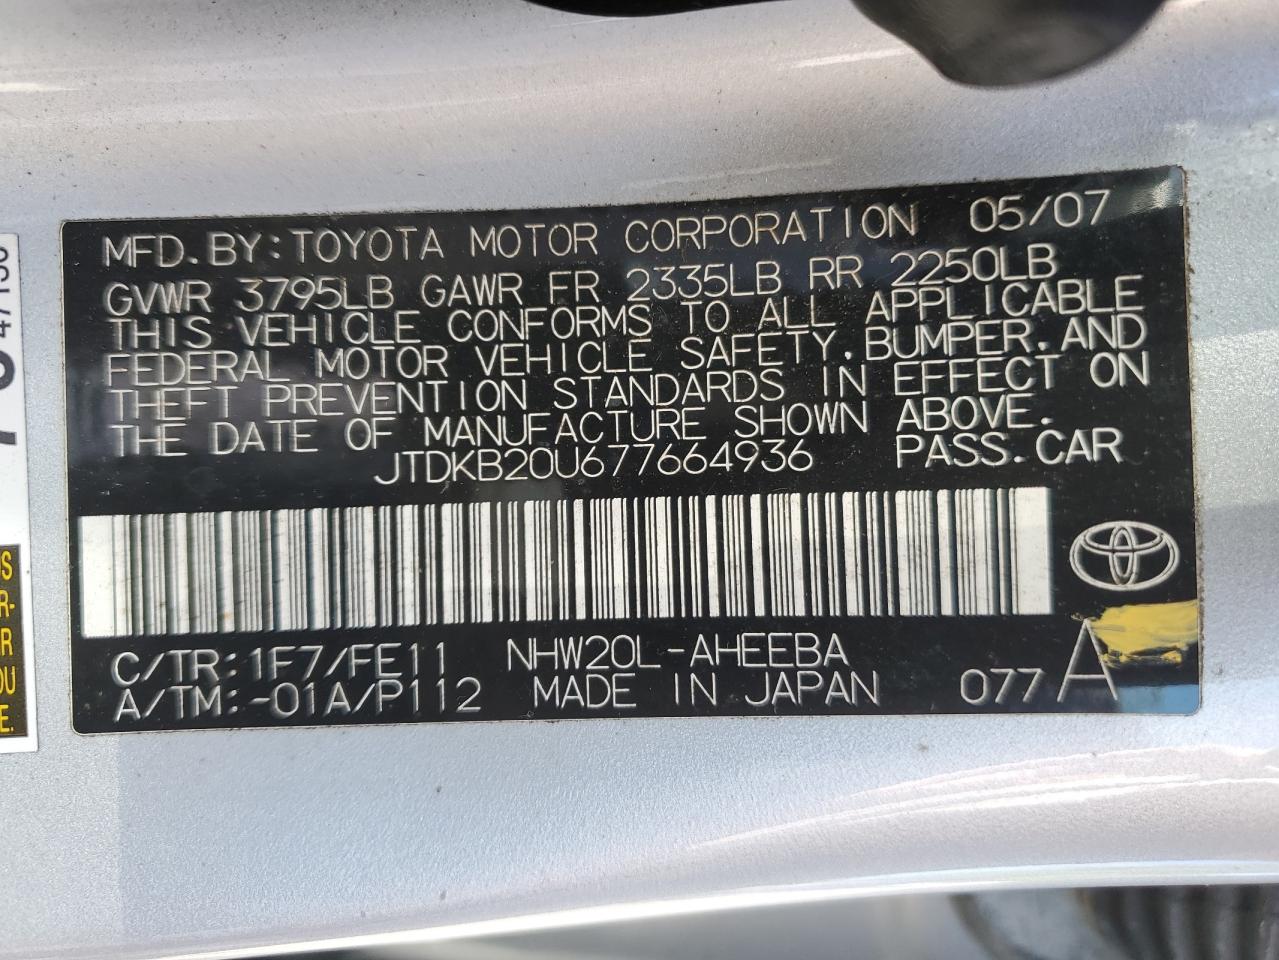 MFD. BY: TOYOTA MOTOR CORPORATION 05/07
GVWR 3795LB GAWR FR 2335LB RR 2250LB
THIS VEHICLE CONFORMS TO ALL APPLICABLE
FEDERAL MOTOR VEHICLE SAFETY, BUMPER, AND
THEFT PREVENTION STANDARDS IN EFFECT ON
THE DATE OF MANUFACTURE SHOWN ABOVE.
JTDKB20U677664936 PASS. CAR
C/TR: 1F7/FE11 NHW20L-AHEEBA
A/TM: -01A/P112 MADE IN JAPAN 077 A